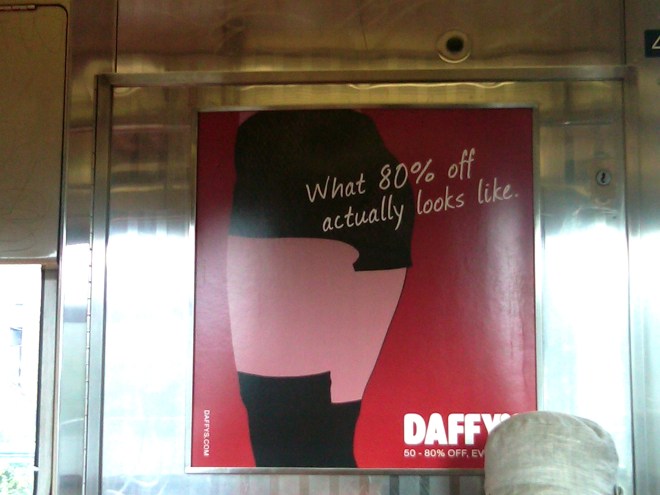 What 80% off
actually looks like.
DAFFY
50 - 80% OFF,
DAFFYS.COM